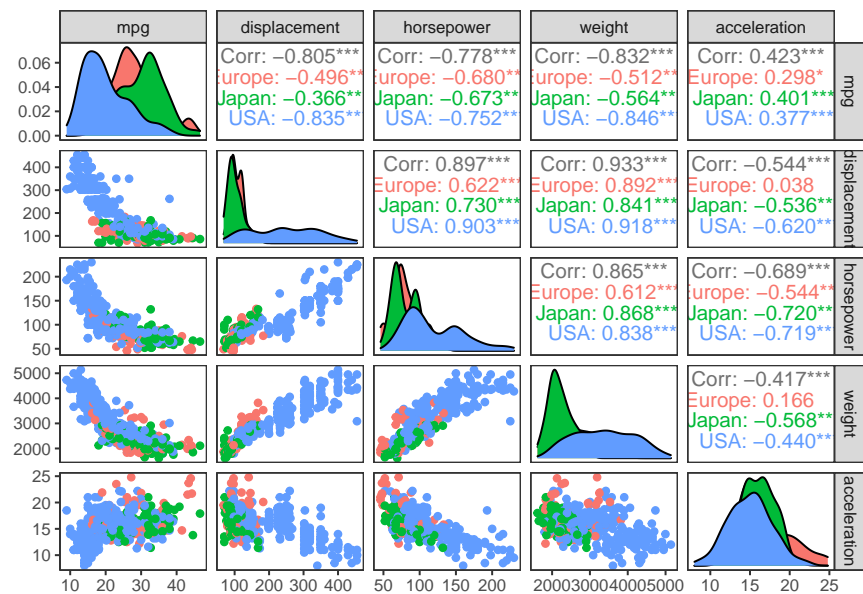 mpg displacement horsepower weight acceleration
0.06
0.04
0.02
0.00
Corr: −0.805***
Europe: −0.496**
Japan: −0.366**
USA: −0.835**
Corr: −0.778***
Europe: −0.680**
Japan: −0.673**
USA: −0.752**
Corr: −0.832***
Europe: −0.512**
Japan: −0.564**
USA: −0.846**
Corr: 0.423***
Europe: 0.298*
Japan: 0.401***
USA: 0.377***
mpg
400
300
200
100
Corr: 0.897***
Europe: 0.622***
Japan: 0.730***
USA: 0.903***
Corr: 0.933***
Europe: 0.892***
Japan: 0.841***
USA: 0.918***
Corr: −0.544***
Europe: 0.038
Japan: −0.536**
USA: −0.620**
displacement
200
150
100
50
Corr: 0.865***
Europe: 0.612***
Japan: 0.868***
USA: 0.838***
Corr: −0.689***
Europe: −0.544**
Japan: −0.720**
USA: −0.719**
horsepower
5000
4000
3000
2000
Corr: −0.417***
Europe: 0.166
Japan: −0.568**
USA: −0.440**
weight
25
20
15
10
acceleration
10 20 30 40
100 200 300 400
50 100 150 200
2000 3000 4000 5000
10 15 20 25